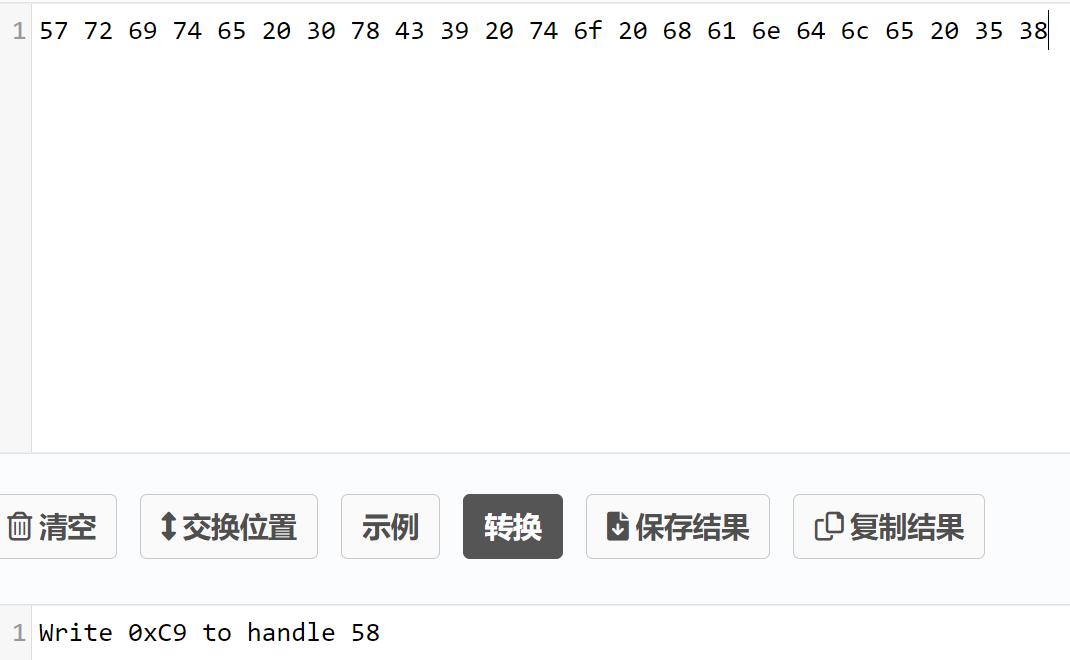 1 57 72 69 74 65 20 30 78 43 39 20 74 6f 20 68 61 6e 64 6c 65 20 35 38
清空 交换位置 示例 转换 保存结果 复制结果
1 Write 0xC9 to handle 58